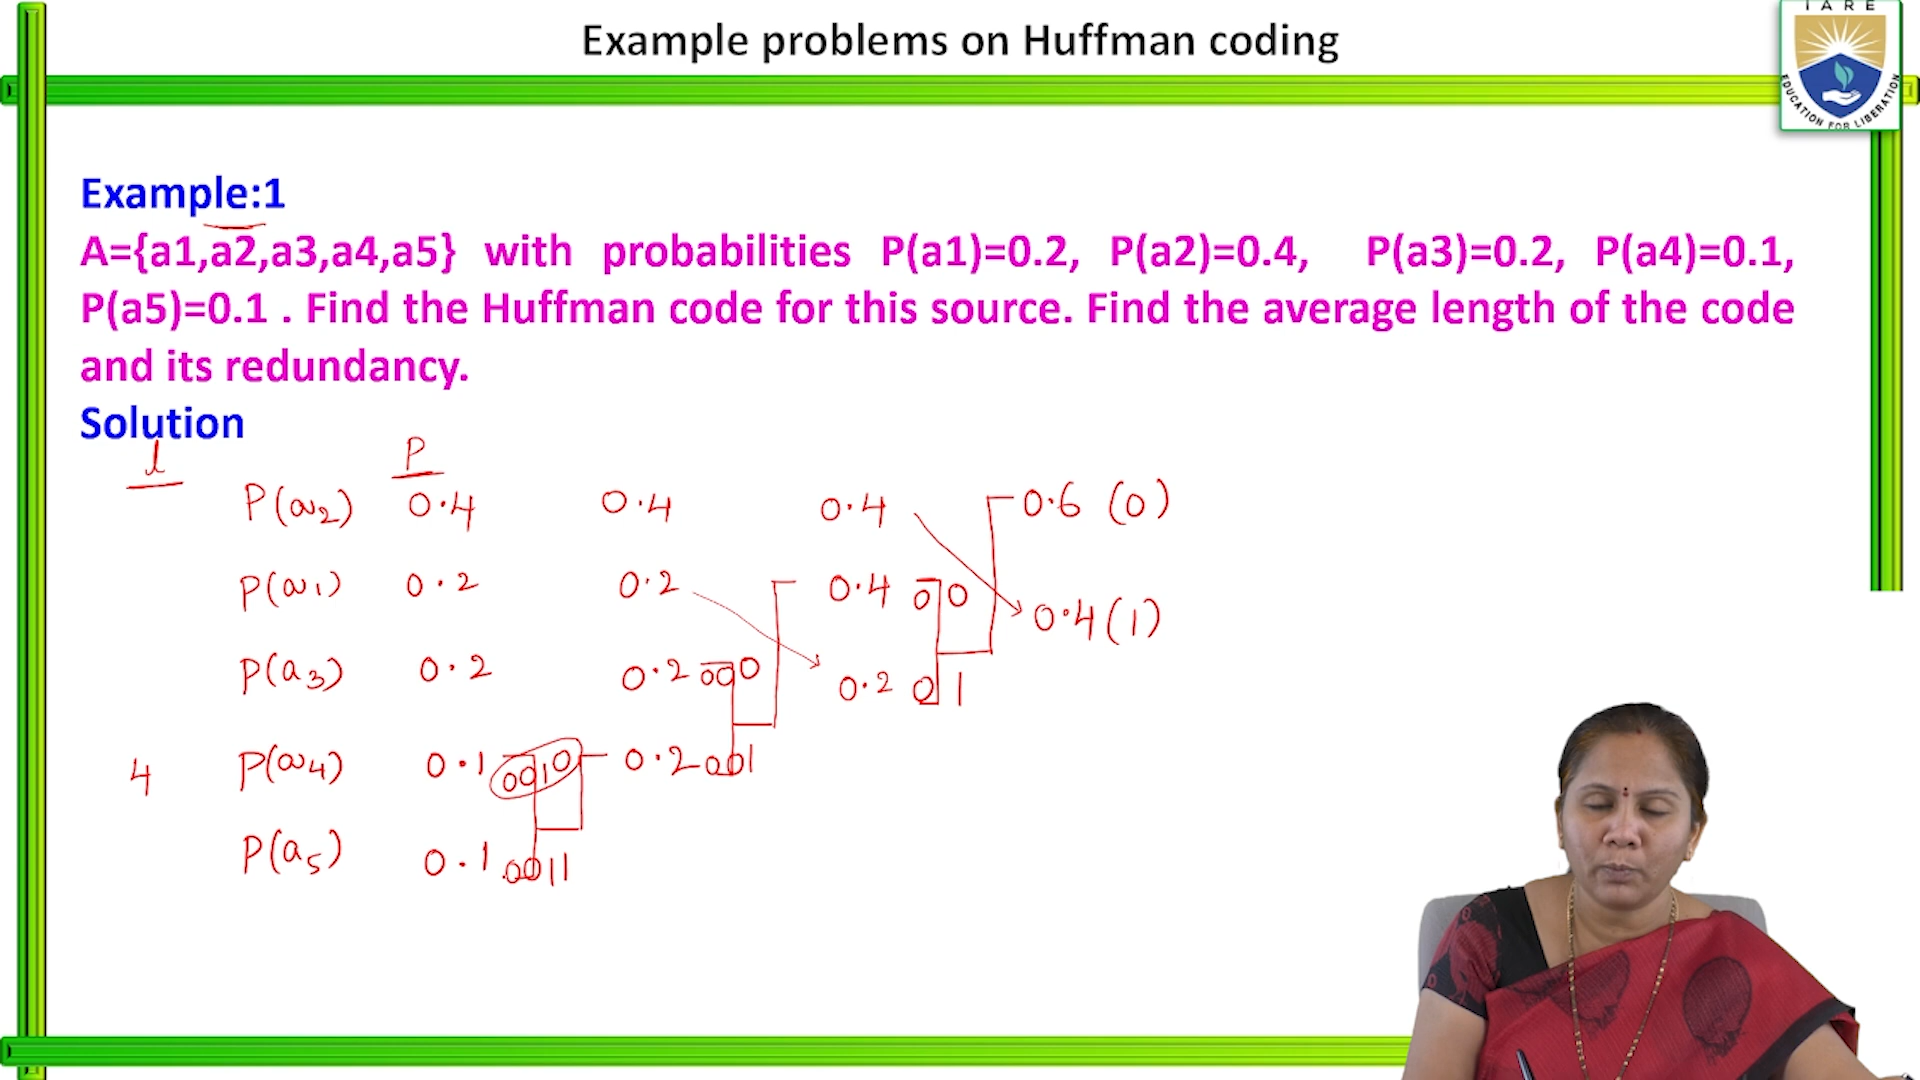 Example problems on Huffman coding
IARE
EDUCATION FOR LIBERATION
Example:1
A={a1,a2,a3,a4,a5} with probabilities P(a1)=0.2, P(a2)=0.4, P(a3)=0.2, P(a4)=0.1,
P(a5)=0.1 . Find the Huffman code for this source. Find the average length of the code
and its redundancy.
Solution
l P
P(a2) 0.4 0.4 0.4 0.6 (0)
P(a1) 0.2 0.2 0.4 00 0.4(1)
P(a3) 0.2 0.2 000 0.2 01
4 P(a4) 0.1 0010 0.2 001
P(a5) 0.1 0011